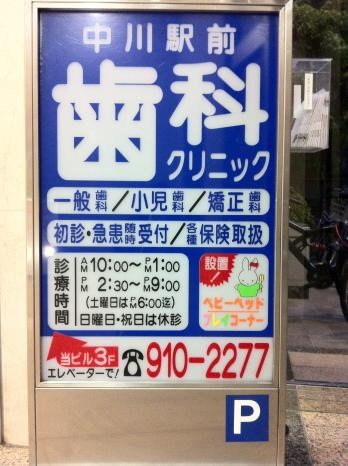 中川駅前
歯科
クリニック
一般歯科/小児歯科/矯正歯科
初診・急患随時受付/各種保険取扱
診療時間
AM10:00〜PM1:00
PM2:30〜PM9:00
(土曜日はPM6:00迄)
日曜日・祝日は休診
設置!
ベビーベッド
プレイコーナー
当ビル3F
エレベーターで!
☎910-2277
P